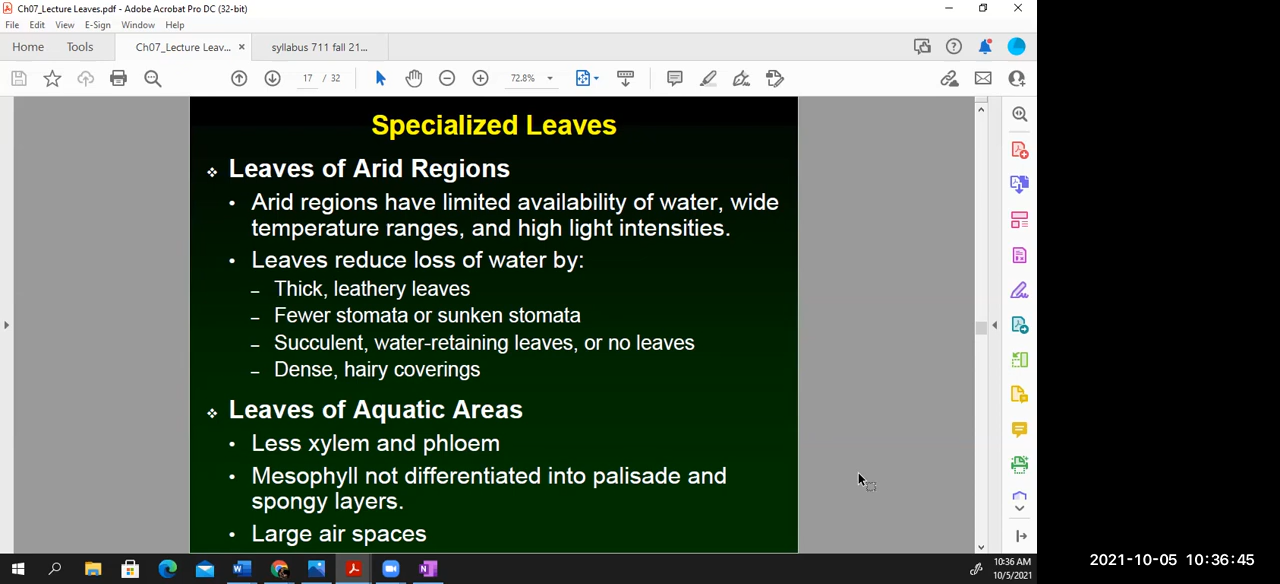 Ch07_Lecture Leaves.pdf - Adobe Acrobat Pro DC (32-bit)
File Edit View E-Sign Window Help
Home Tools Ch07_Lecture Leav... × syllabus 711 fall 21...
17 / 32 72.8%
Specialized Leaves
❖ Leaves of Arid Regions
• Arid regions have limited availability of water, wide
temperature ranges, and high light intensities.
• Leaves reduce loss of water by:
– Thick, leathery leaves
– Fewer stomata or sunken stomata
– Succulent, water-retaining leaves, or no leaves
– Dense, hairy coverings
❖ Leaves of Aquatic Areas
• Less xylem and phloem
• Mesophyll not differentiated into palisade and
spongy layers.
• Large air spaces
10:36 AM
10/5/2021
2021-10-05 10:36:45